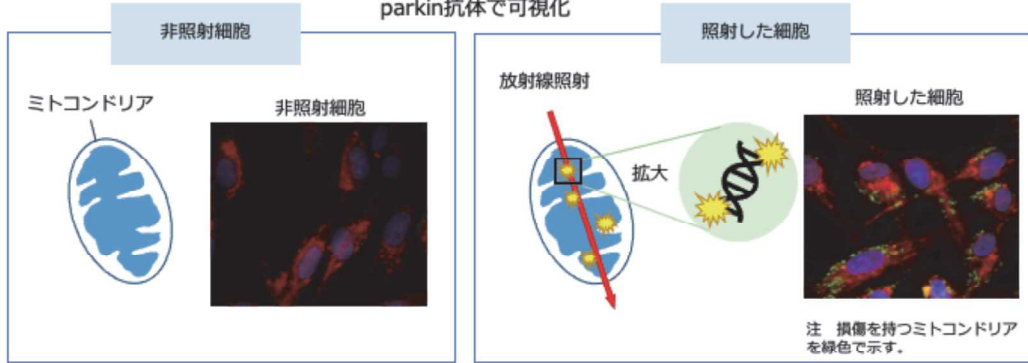 parkin抗体で可視化
非照射細胞
ミトコンドリア
非照射細胞
照射した細胞
放射線照射
拡大
照射した細胞
注　損傷を持つミトコンドリア
を緑色で示す。